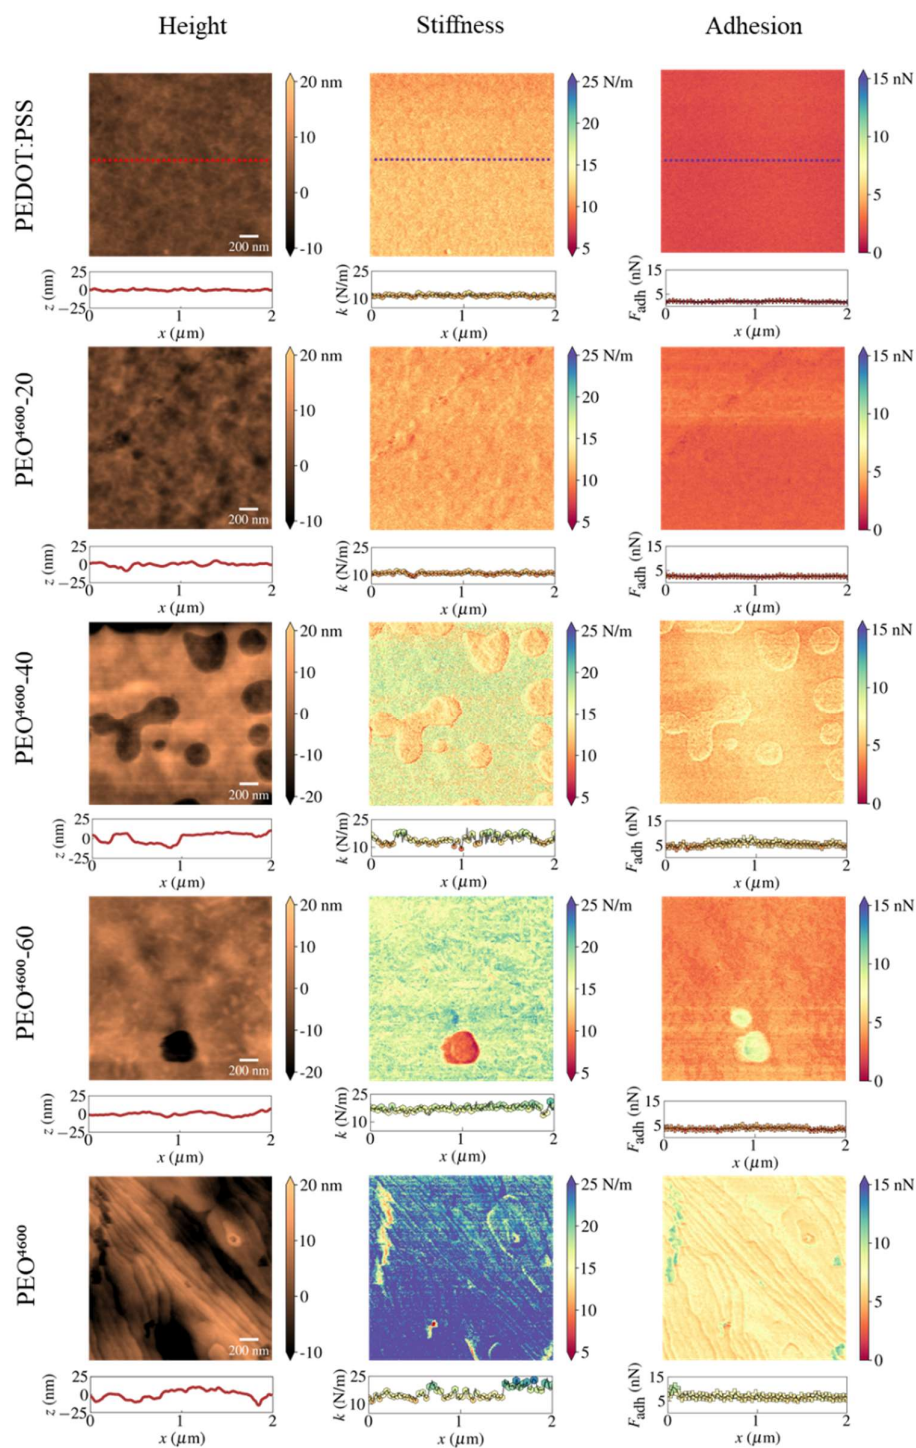 Height Stiffness Adhesion
PEDOT:PSS
20 nm
10
0
-10
200 nm
25 N/m
20
15
10
5
15 nN
10
5
0
z (nm)
25
0
−25
0 1 2
x (μm)
k (N/m)
25
10
0 1 2
x (μm)
Fadh (nN)
15
5
0 1 2
x (μm)
PEO⁴⁶⁰⁰-20
20 nm
10
0
-10
200 nm
25 N/m
20
15
10
5
15 nN
10
5
0
z (nm)
25
0
−25
0 1 2
x (μm)
k (N/m)
25
10
0 1 2
x (μm)
Fadh (nN)
15
5
0 1 2
x (μm)
PEO⁴⁶⁰⁰-40
20 nm
10
0
-10
-20
200 nm
25 N/m
20
15
10
5
15 nN
10
5
0
z (nm)
25
0
−25
0 1 2
x (μm)
k (N/m)
25
10
0 1 2
x (μm)
Fadh (nN)
15
5
0 1 2
x (μm)
PEO⁴⁶⁰⁰-60
20 nm
10
0
-10
-20
200 nm
25 N/m
20
15
10
5
15 nN
10
5
0
z (nm)
25
0
−25
0 1 2
x (μm)
k (N/m)
25
10
0 1 2
x (μm)
Fadh (nN)
15
5
0 1 2
x (μm)
PEO⁴⁶⁰⁰
20 nm
10
0
-10
200 nm
25 N/m
20
15
10
5
15 nN
10
5
0
z (nm)
25
0
−25
0 1 2
x (μm)
k (N/m)
25
10
0 1 2
x (μm)
Fadh (nN)
15
5
0 1 2
x (μm)